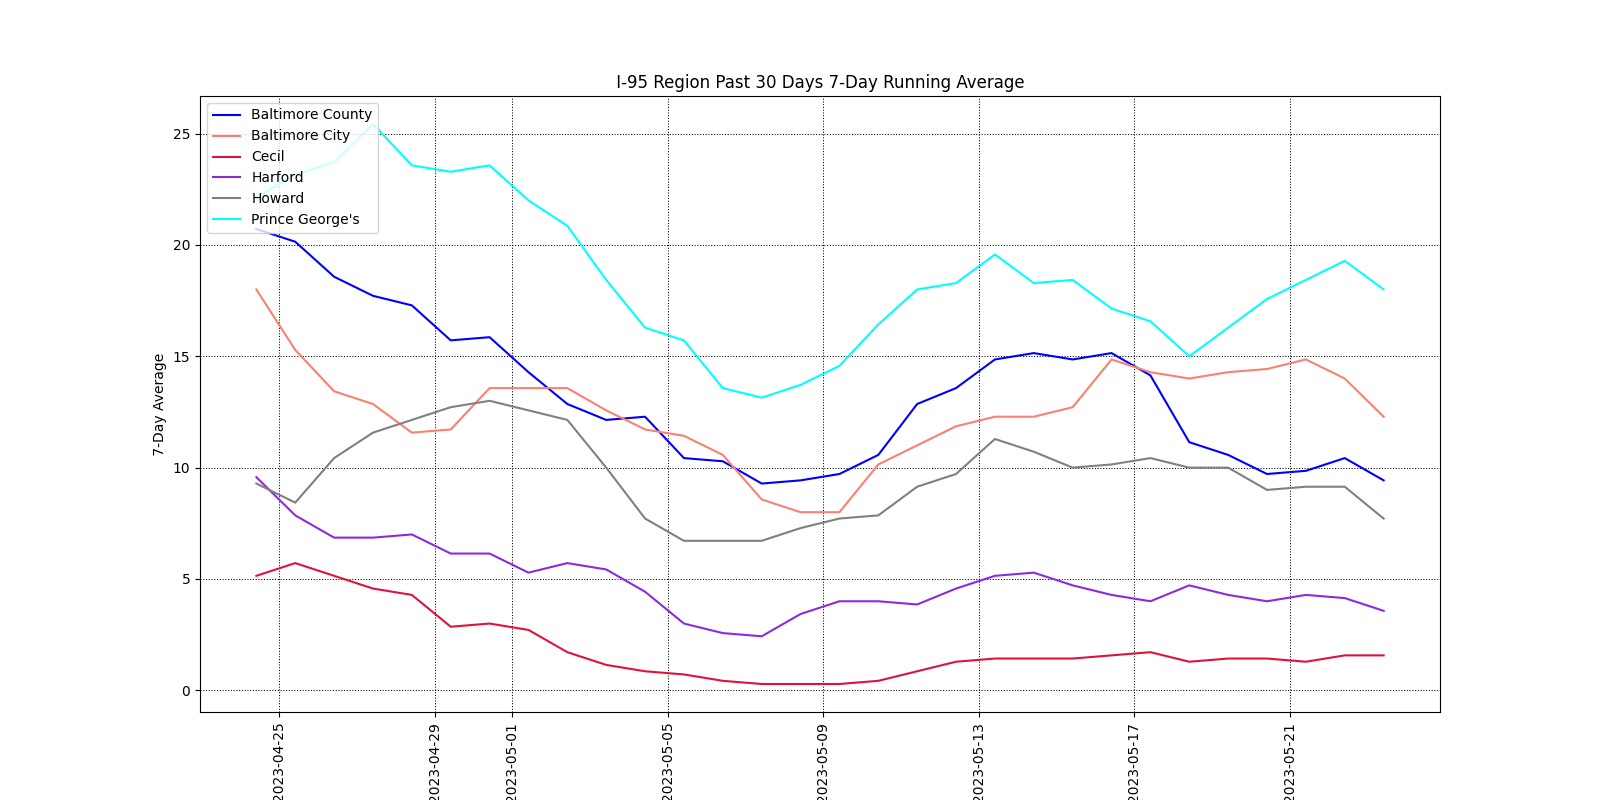 I-95 Region Past 30 Days 7-Day Running Average
Baltimore County
Baltimore City
Cecil
Harford
Howard
Prince George's
7-Day Average
25
20
15
10
5
0
2023-04-25
2023-04-29
2023-05-01
2023-05-05
2023-05-09
2023-05-13
2023-05-17
2023-05-21